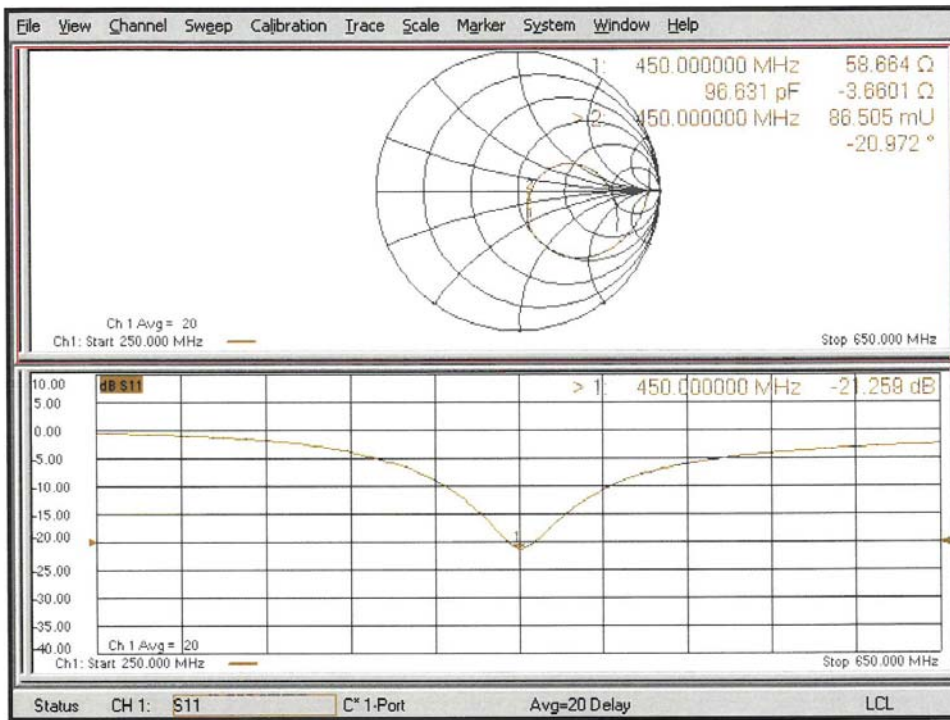 File View Channel Sweep Calibration Trace Scale Marker System Window Help
1: 450.000000 MHz 58.664 Ω
96.631 pF -3.6601 Ω
> 2: 450.000000 MHz 86.505 mU
-20.972 °
Ch 1 Avg = 20
Ch1: Start 250.000 MHz Stop 650.000 MHz
10.00 dB S11 > 1: 450.000000 MHz -21.259 dB
5.00
0.00
-5.00
-10.00
-15.00
-20.00 1
-25.00
-30.00
-35.00
-40.00 Ch 1 Avg = 20
Ch1: Start 250.000 MHz Stop 650.000 MHz
Status CH 1: S11 C* 1-Port Avg=20 Delay LCL